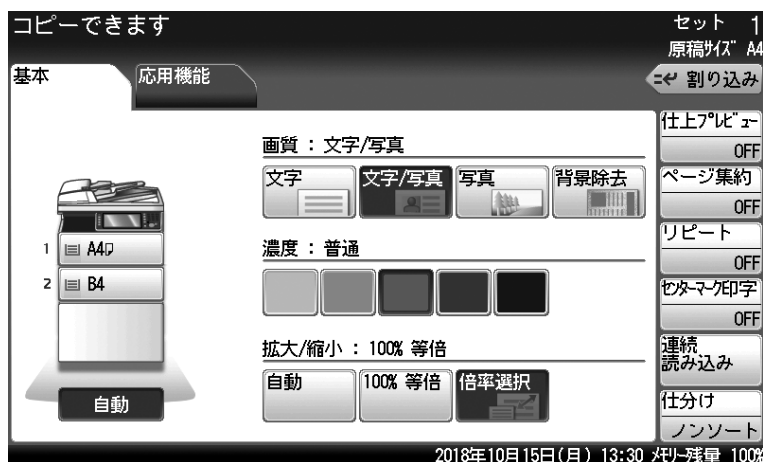 コピーできます
セット 1
原稿ｻｲｽﾞ A4
基本
応用機能
割り込み
画質 : 文字/写真
文字
文字/写真
写真
背景除去
濃度 : 普通
拡大/縮小 : 100% 等倍
自動
100% 等倍
倍率選択
1 A4
2 B4
自動
仕上ﾌﾟﾚﾋﾞｭｰ
OFF
ページ集約
OFF
リピート
OFF
ｾﾝﾀｰﾏｰｸ印字
OFF
連続
読み込み
仕分け
ノンソート
2018年10月15日(月) 13:30 ﾒﾓﾘｰ残量 100%